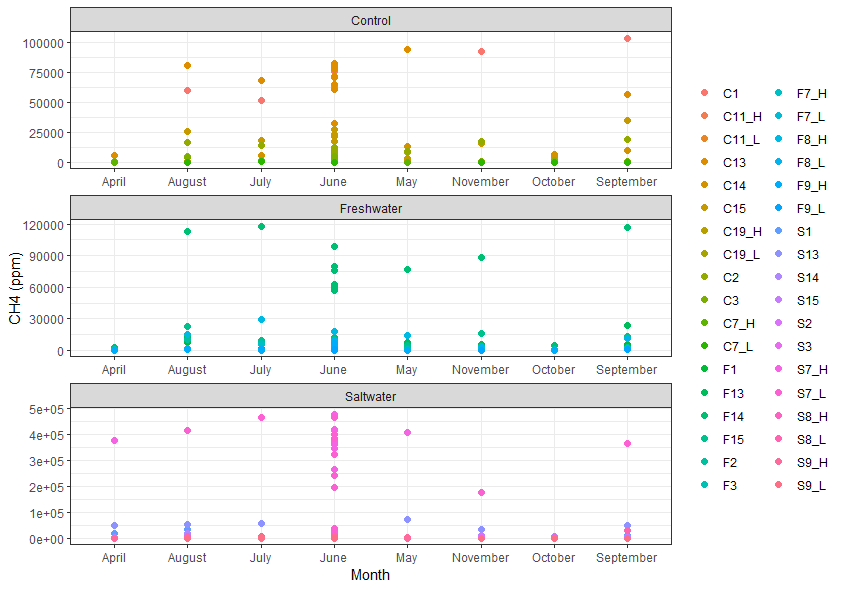 Control
100000
75000
50000
25000
0
April August July June May November October September
Freshwater
120000
90000
60000
30000
0
April August July June May November October September
Saltwater
5e+05
4e+05
3e+05
2e+05
1e+05
0e+00
April August July June May November October September
Month
CH4 (ppm)
C1
C11_H
C11_L
C13
C14
C15
C19_H
C19_L
C2
C3
C7_H
C7_L
F1
F13
F14
F15
F2
F3
F7_H
F7_L
F8_H
F8_L
F9_H
F9_L
S1
S13
S14
S15
S2
S3
S7_H
S7_L
S8_H
S8_L
S9_H
S9_L